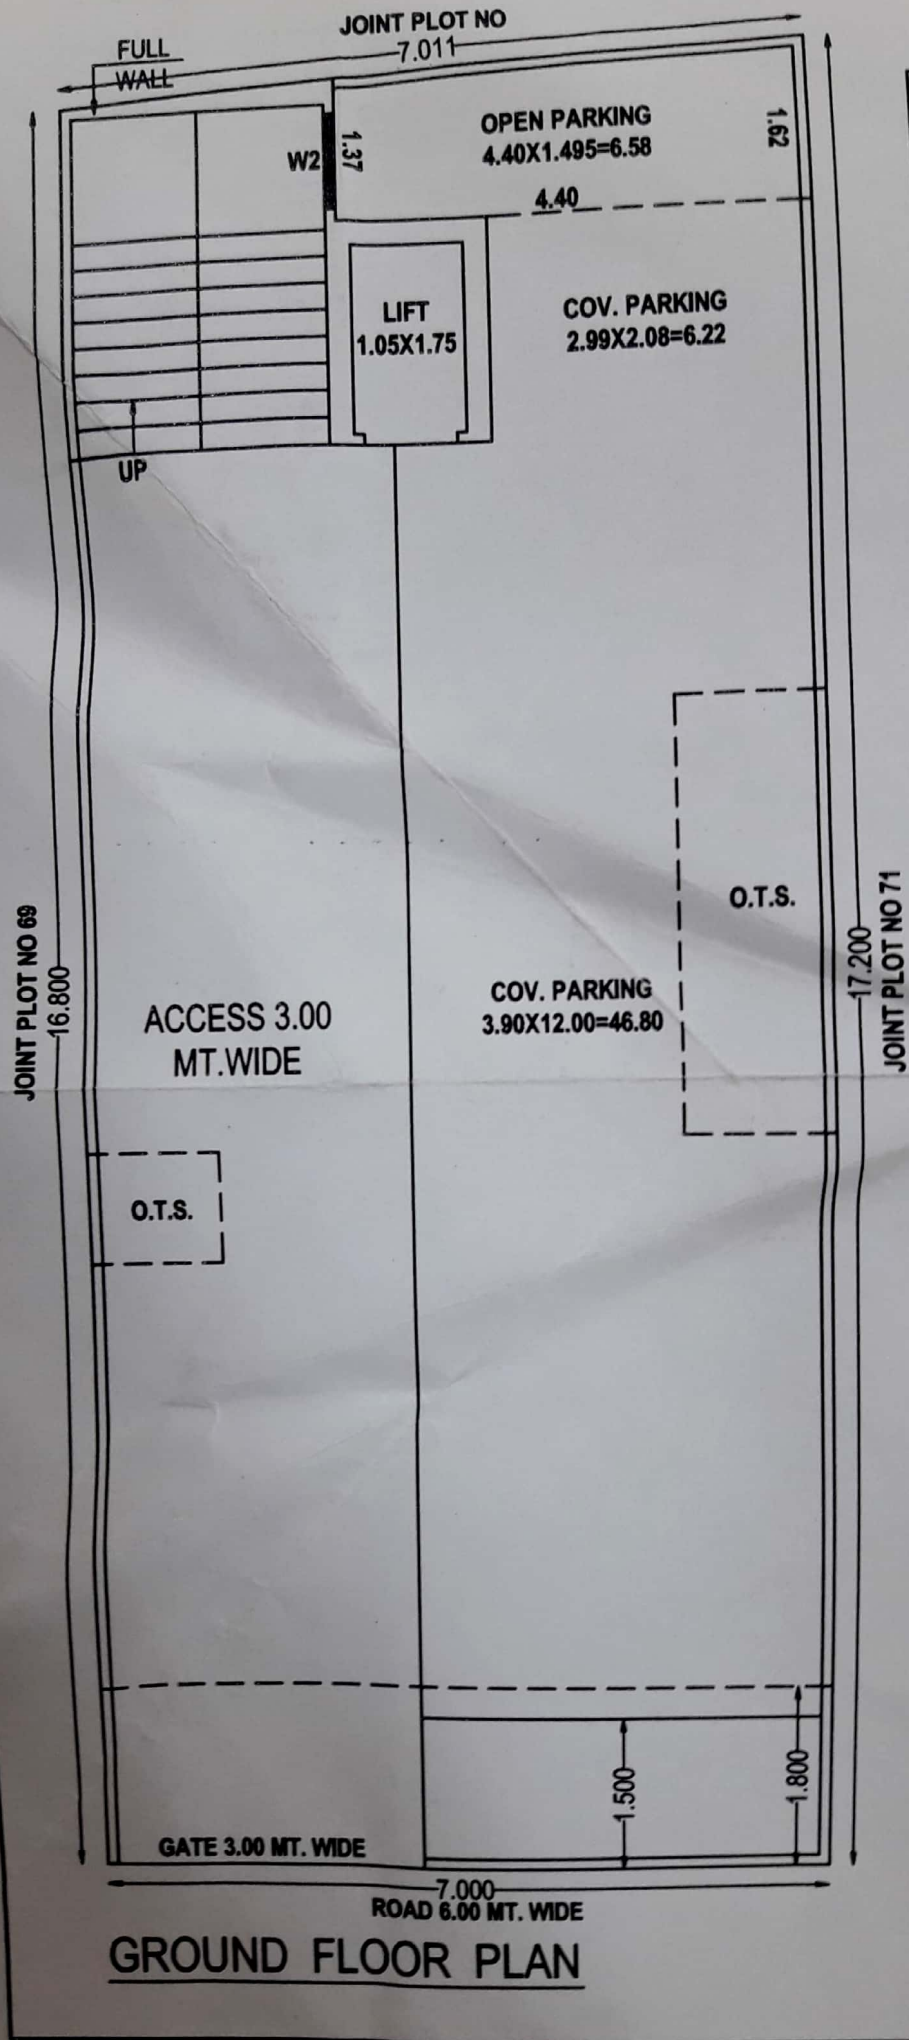 JOINT PLOT NO
7.011
FULL
WALL
OPEN PARKING
4.40X1.495=6.58
1.62
W2
1.37
4.40
LIFT
1.05X1.75
COV. PARKING
2.99X2.08=6.22
UP
O.T.S.
JOINT PLOT NO 69
16.800
17.200
JOINT PLOT NO 71
COV. PARKING
3.90X12.00=46.80
ACCESS 3.00
MT.WIDE
O.T.S.
1.500
1.800
GATE 3.00 MT. WIDE
7.000
ROAD 6.00 MT. WIDE
GROUND FLOOR PLAN